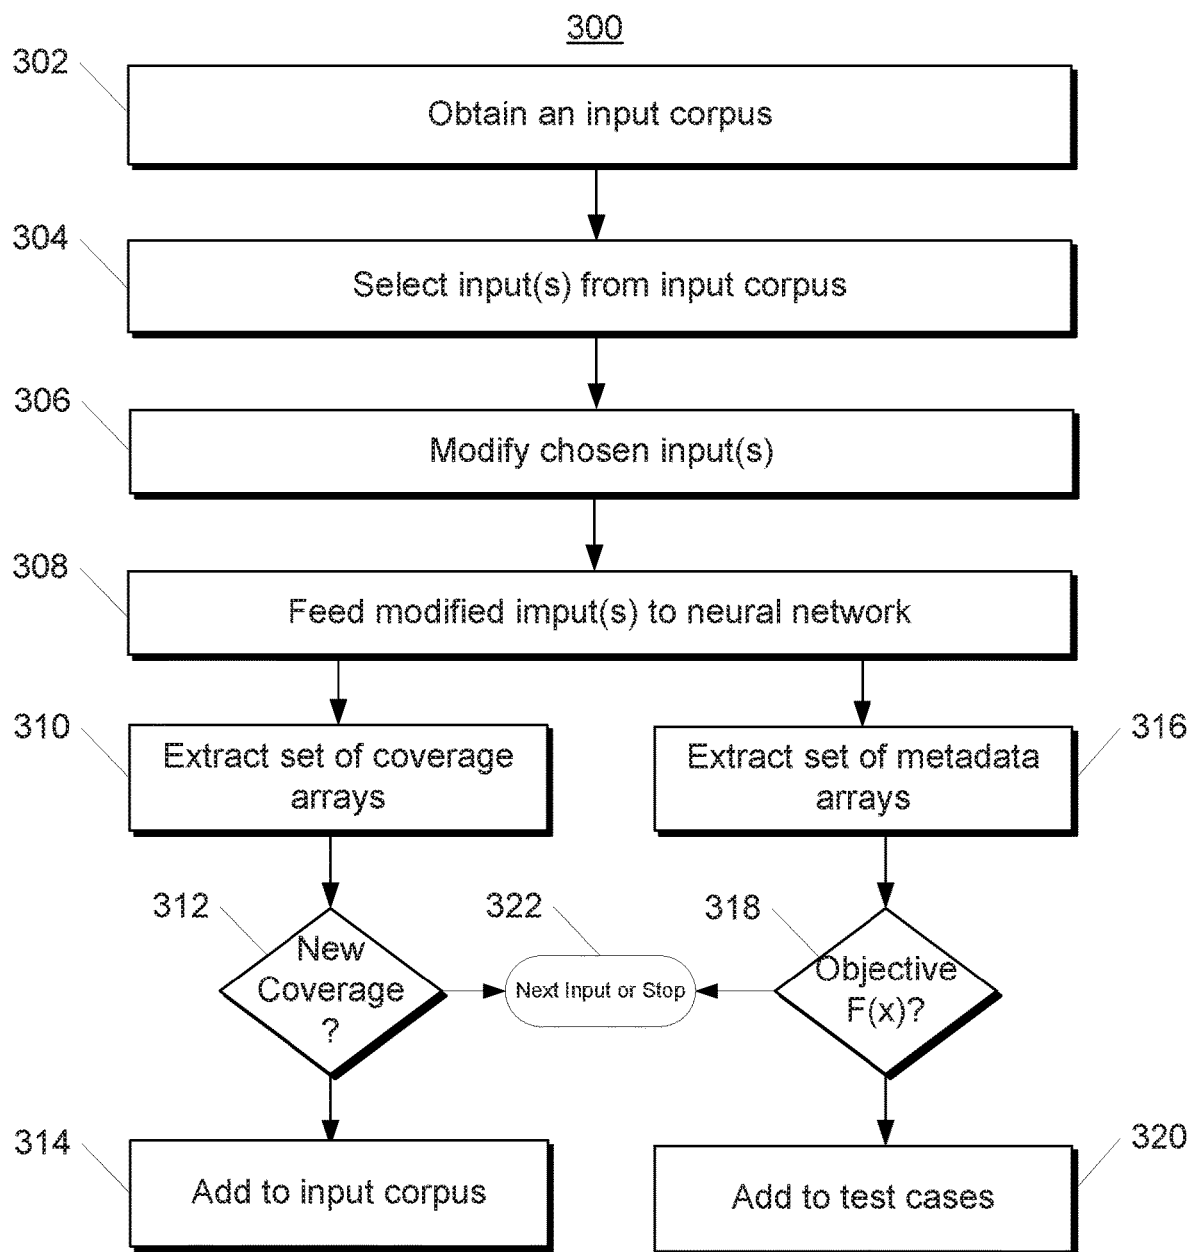 300
302
Obtain an input corpus
304
Select input(s) from input corpus
306
Modify chosen input(s)
308
Feed modified imput(s) to neural network
310
Extract set of coverage
arrays
316
Extract set of metadada
arrays
312
New
Coverage
?
322
Next Input or Stop
318
Objective
F(x)?
314
Add to input corpus
320
Add to test cases